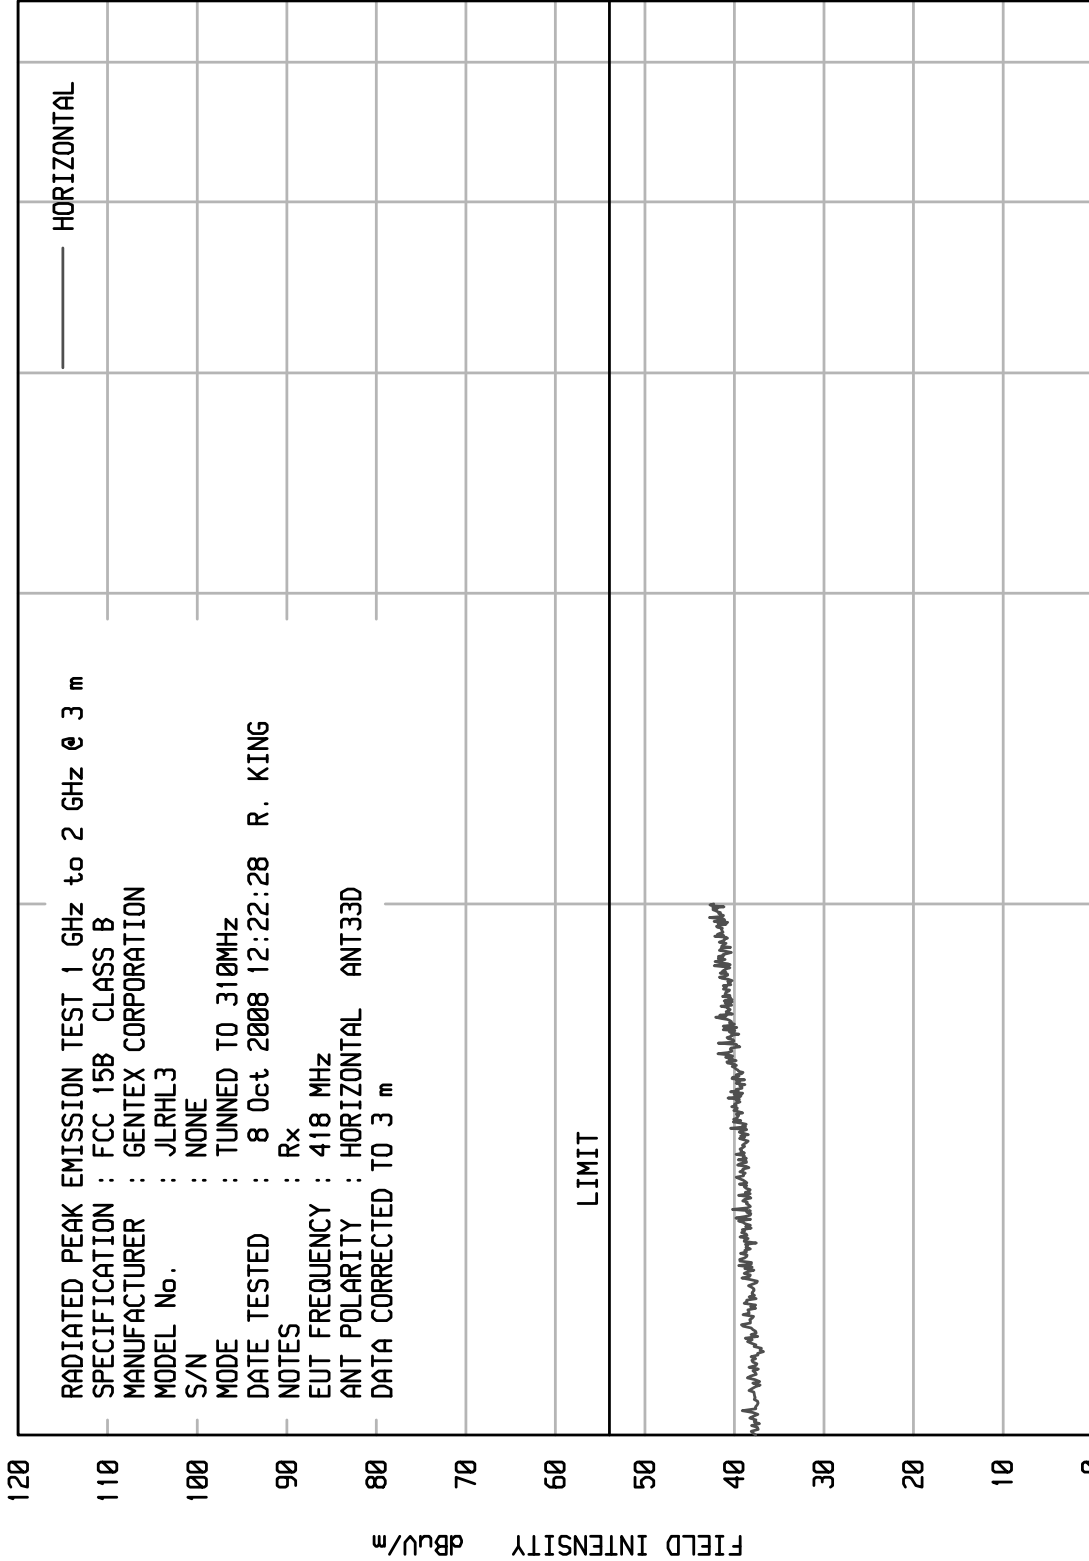 RADIATED PEAK EMISSION TEST 1 GHz to 2 GHz @ 3 m
SPECIFICATION : FCC 15B CLASS B
MANUFACTURER : GENTEX CORPORATION
MODEL No. : JLRHL3
S/N : NONE
MODE : TUNNED TO 310MHz
DATE TESTED : 8 Oct 2008 12:22:28 R. KING
NOTES : Rx
EUT FREQUENCY : 418 MHz
ANT POLARITY : HORIZONTAL ANT33D
DATA CORRECTED TO 3 m
HORIZONTAL
LIMIT
FIELD INTENSITY dBuV/m
120
110
100
90
80
70
60
50
40
30
20
10